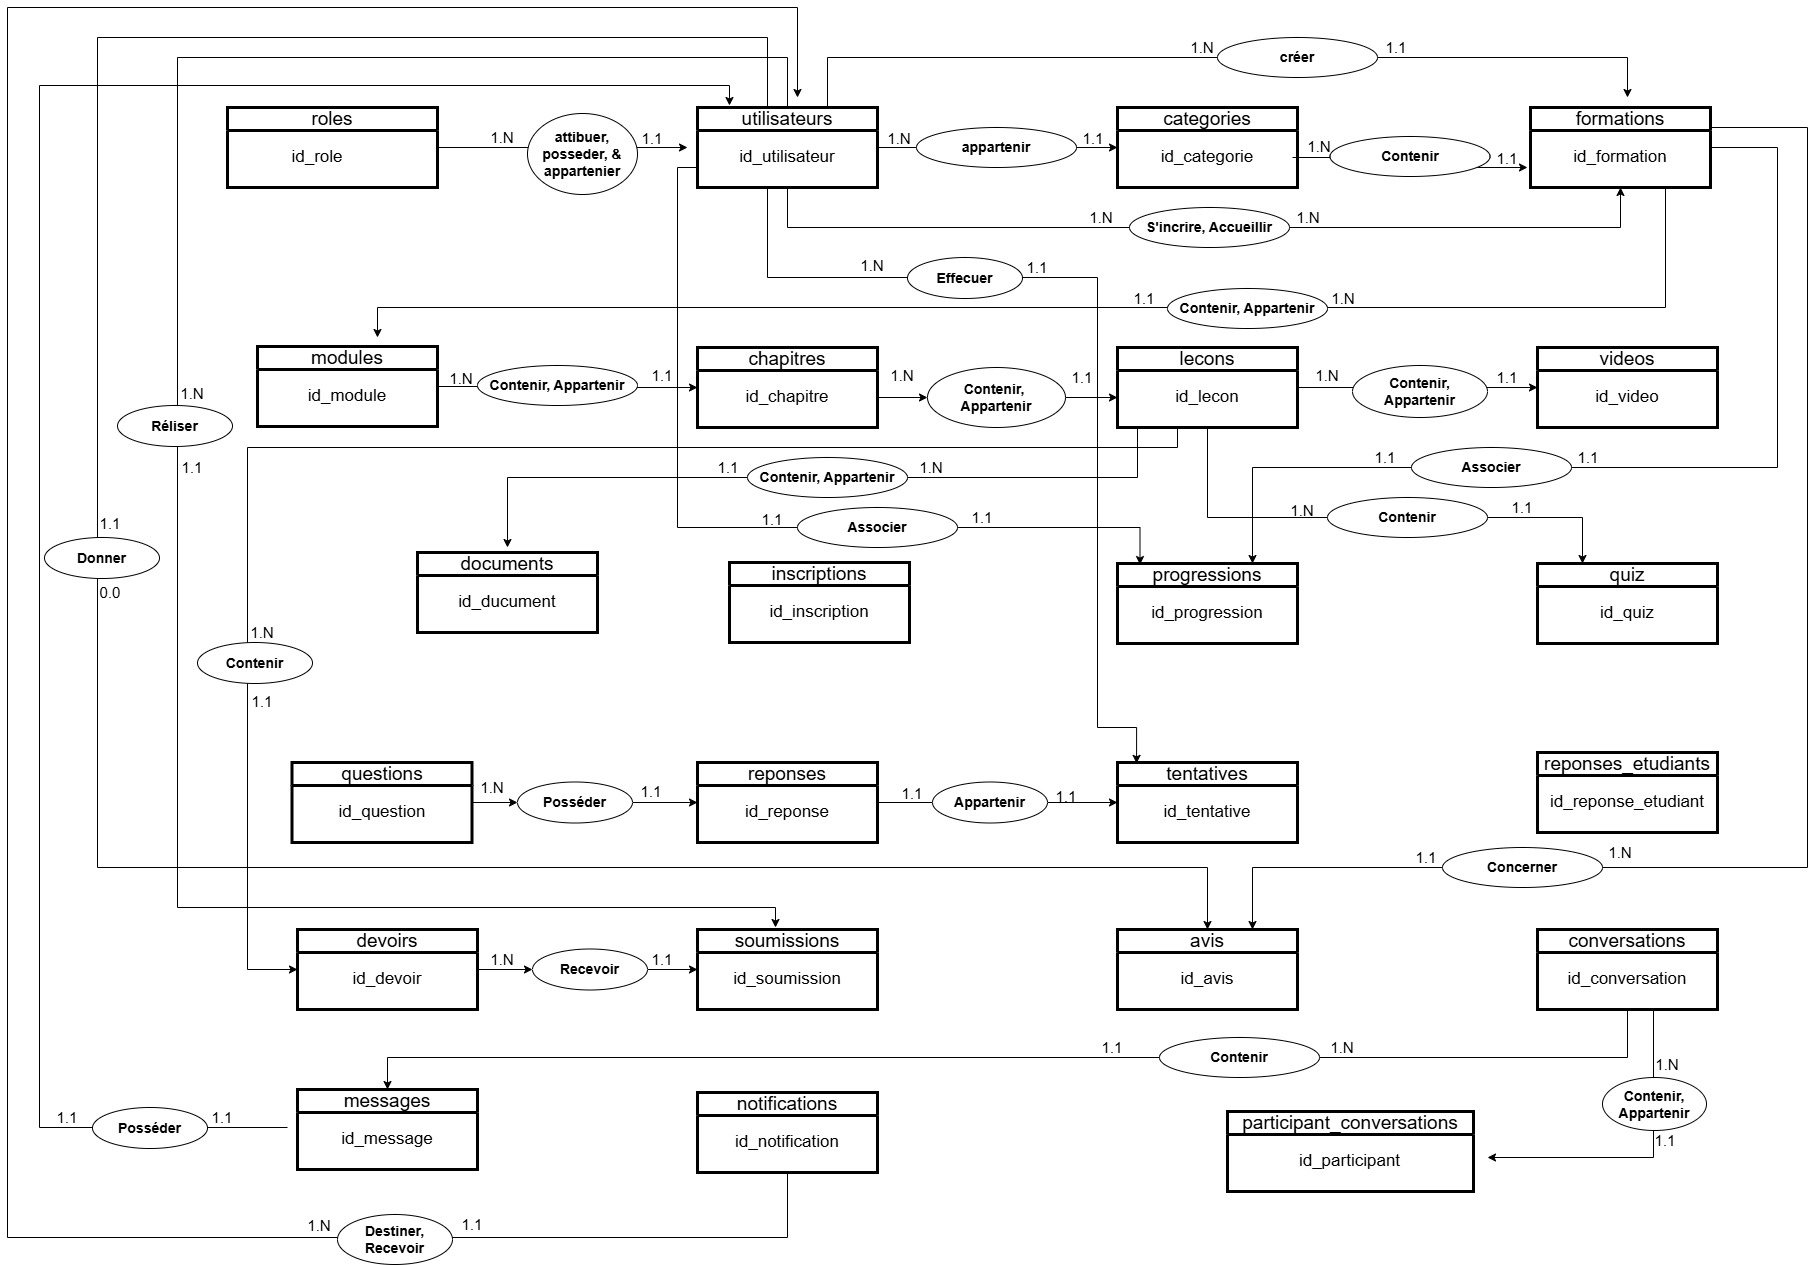 1.N
créer
1.1
roles
id_role
1.N
attibuer,
posseder, &
appartenier
1.1
utilisateurs
id_utilisateur
1.N
appartenir
1.1
categories
id_categorie
1.N
Contenir
1.1
formations
id_formation
1.N
S'incrire, Accueillir
1.N
1.N
Effecuer
1.1
1.1
Contenir, Appartenir
1.N
modules
id_module
1.N
Contenir, Appartenir
1.1
chapitres
id_chapitre
1.N
Contenir,
Appartenir
1.1
lecons
id_lecon
1.N
Contenir,
Appartenir
1.1
videos
id_video
1.N
Réliser
1.1
1.1
Contenir, Appartenir
1.N
1.1
Associer
1.1
1.N
Contenir
1.1
1.1
Associer
1.1
1.1
Donner
0.0
documents
id_ducument
inscriptions
id_inscription
progressions
id_progression
quiz
id_quiz
1.N
Contenir
1.1
questions
id_question
1.N
Posséder
1.1
reponses
id_reponse
1.1
Appartenir
1.1
tentatives
id_tentative
reponses_etudiants
id_reponse_etudiant
1.1
Concerner
1.N
devoirs
id_devoir
1.N
Recevoir
1.1
soumissions
id_soumission
avis
id_avis
conversations
id_conversation
1.1
Contenir
1.N
1.N
Contenir,
Appartenir
1.1
1.1
Posséder
1.1
messages
id_message
notifications
id_notification
participant_conversations
id_participant
1.N
Destiner,
Recevoir
1.1